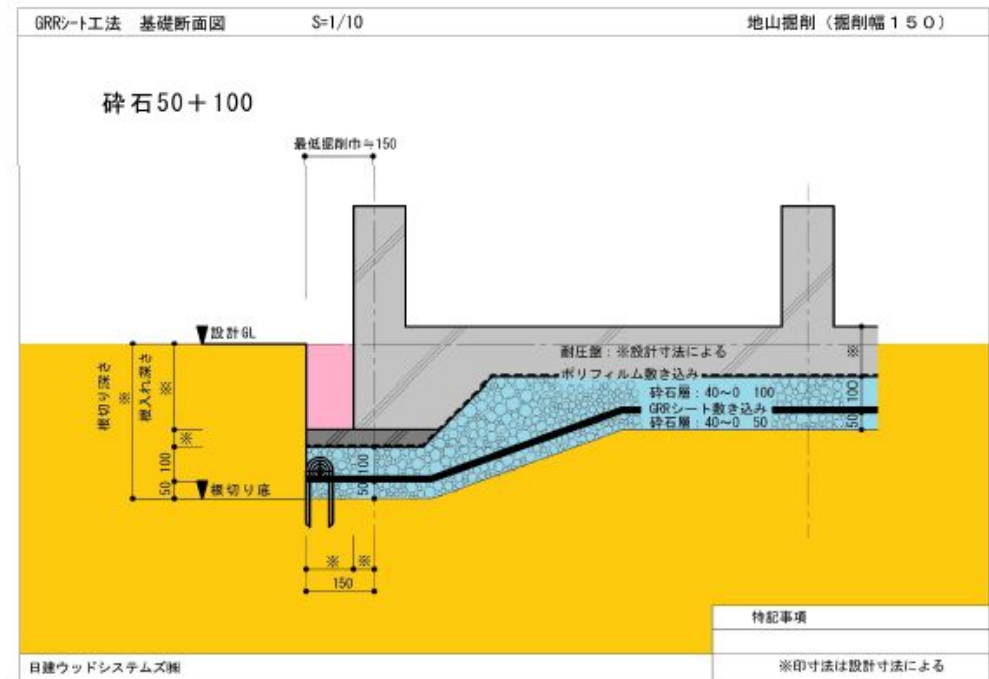 GRRシート工法 基礎断面図 S=1/10 地山掘削（掘削幅１５０）
砕石50＋100
最低掘削巾≒150
設計GL
根切り深さ
※
根入れ深さ
※
※
100
50
根切り底
耐圧盤：※設計寸法による
ポリフィルム敷き込み
砕石層：40～0 100
GRRシート敷き込み
砕石層：40～0 50
※
100
50
100
50
※ ※
150
特記事項
※印寸法は設計寸法による
日建ウッドシステムズ㈱